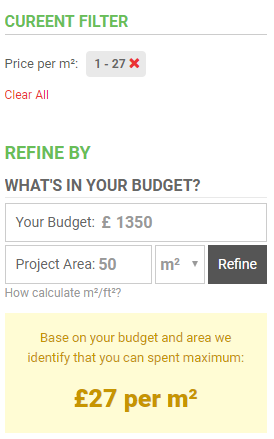 CUREENT FILTER
Price per m²: 1 - 27 ✖
Clear All
REFINE BY
WHAT'S IN YOUR BUDGET?
Your Budget: £ 1350
Project Area: 50 m² ▼ Refine
How calculate m²/ft²?
Base on your budget and area we
identify that you can spent maximum:
£27 per m²